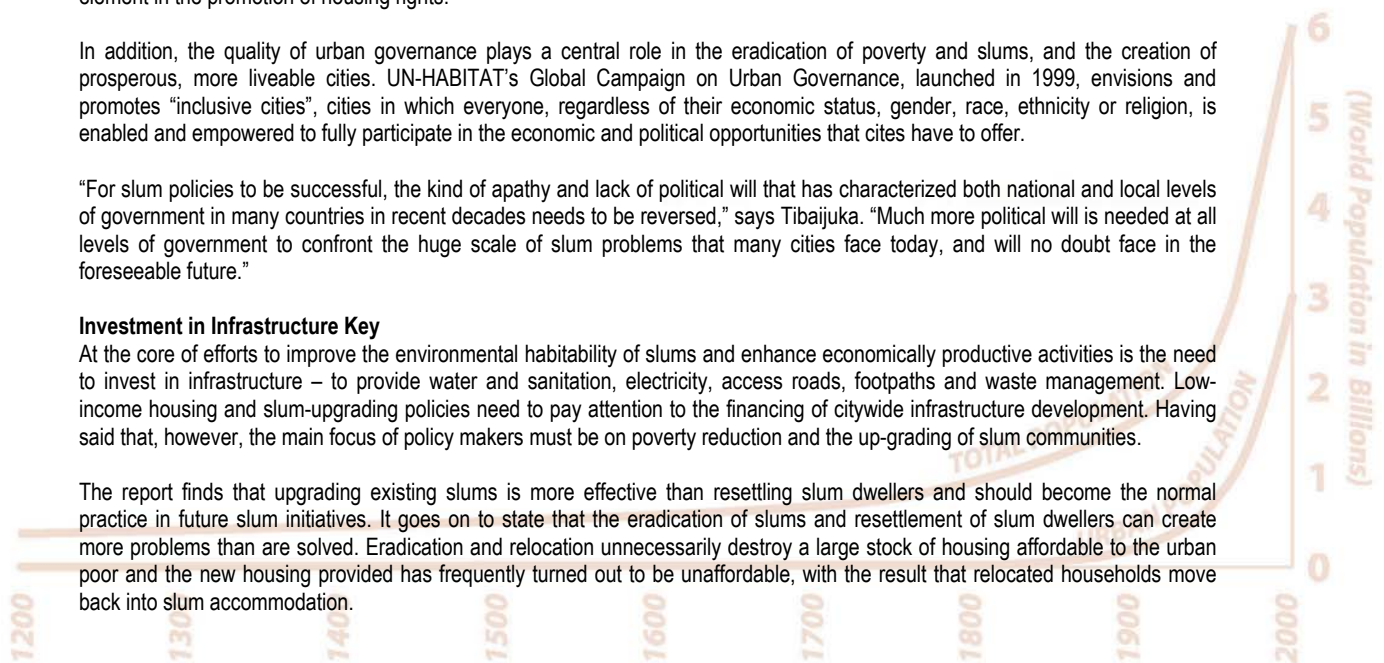 element in the promotion of housing rights.
In addition, the quality of urban governance plays a central role in the eradication of poverty and slums, and the creation of
prosperous, more liveable cities. UN-HABITAT’s Global Campaign on Urban Governance, launched in 1999, envisions and
promotes “inclusive cities”, cities in which everyone, regardless of their economic status, gender, race, ethnicity or religion, is
enabled and empowered to fully participate in the economic and political opportunities that cites have to offer.
“For slum policies to be successful, the kind of apathy and lack of political will that has characterized both national and local levels
of government in many countries in recent decades needs to be reversed,” says Tibaijuka. “Much more political will is needed at all
levels of government to confront the huge scale of slum problems that many cities face today, and will no doubt face in the
foreseeable future.”
Investment in Infrastructure Key
At the core of efforts to improve the environmental habitability of slums and enhance economically productive activities is the need
to invest in infrastructure – to provide water and sanitation, electricity, access roads, footpaths and waste management. Low-
income housing and slum-upgrading policies need to pay attention to the financing of citywide infrastructure development. Having
said that, however, the main focus of policy makers must be on poverty reduction and the up-grading of slum communities.
The report finds that upgrading existing slums is more effective than resettling slum dwellers and should become the normal
practice in future slum initiatives. It goes on to state that the eradication of slums and resettlement of slum dwellers can create
more problems than are solved. Eradication and relocation unnecessarily destroy a large stock of housing affordable to the urban
poor and the new housing provided has frequently turned out to be unaffordable, with the result that relocated households move
back into slum accommodation.
6
5
4
3
2
1
0
(World Population in Billions)
TOTAL POPULATION
URBAN POPULATION
1200
1300
1400
1500
1600
1700
1800
1900
2000